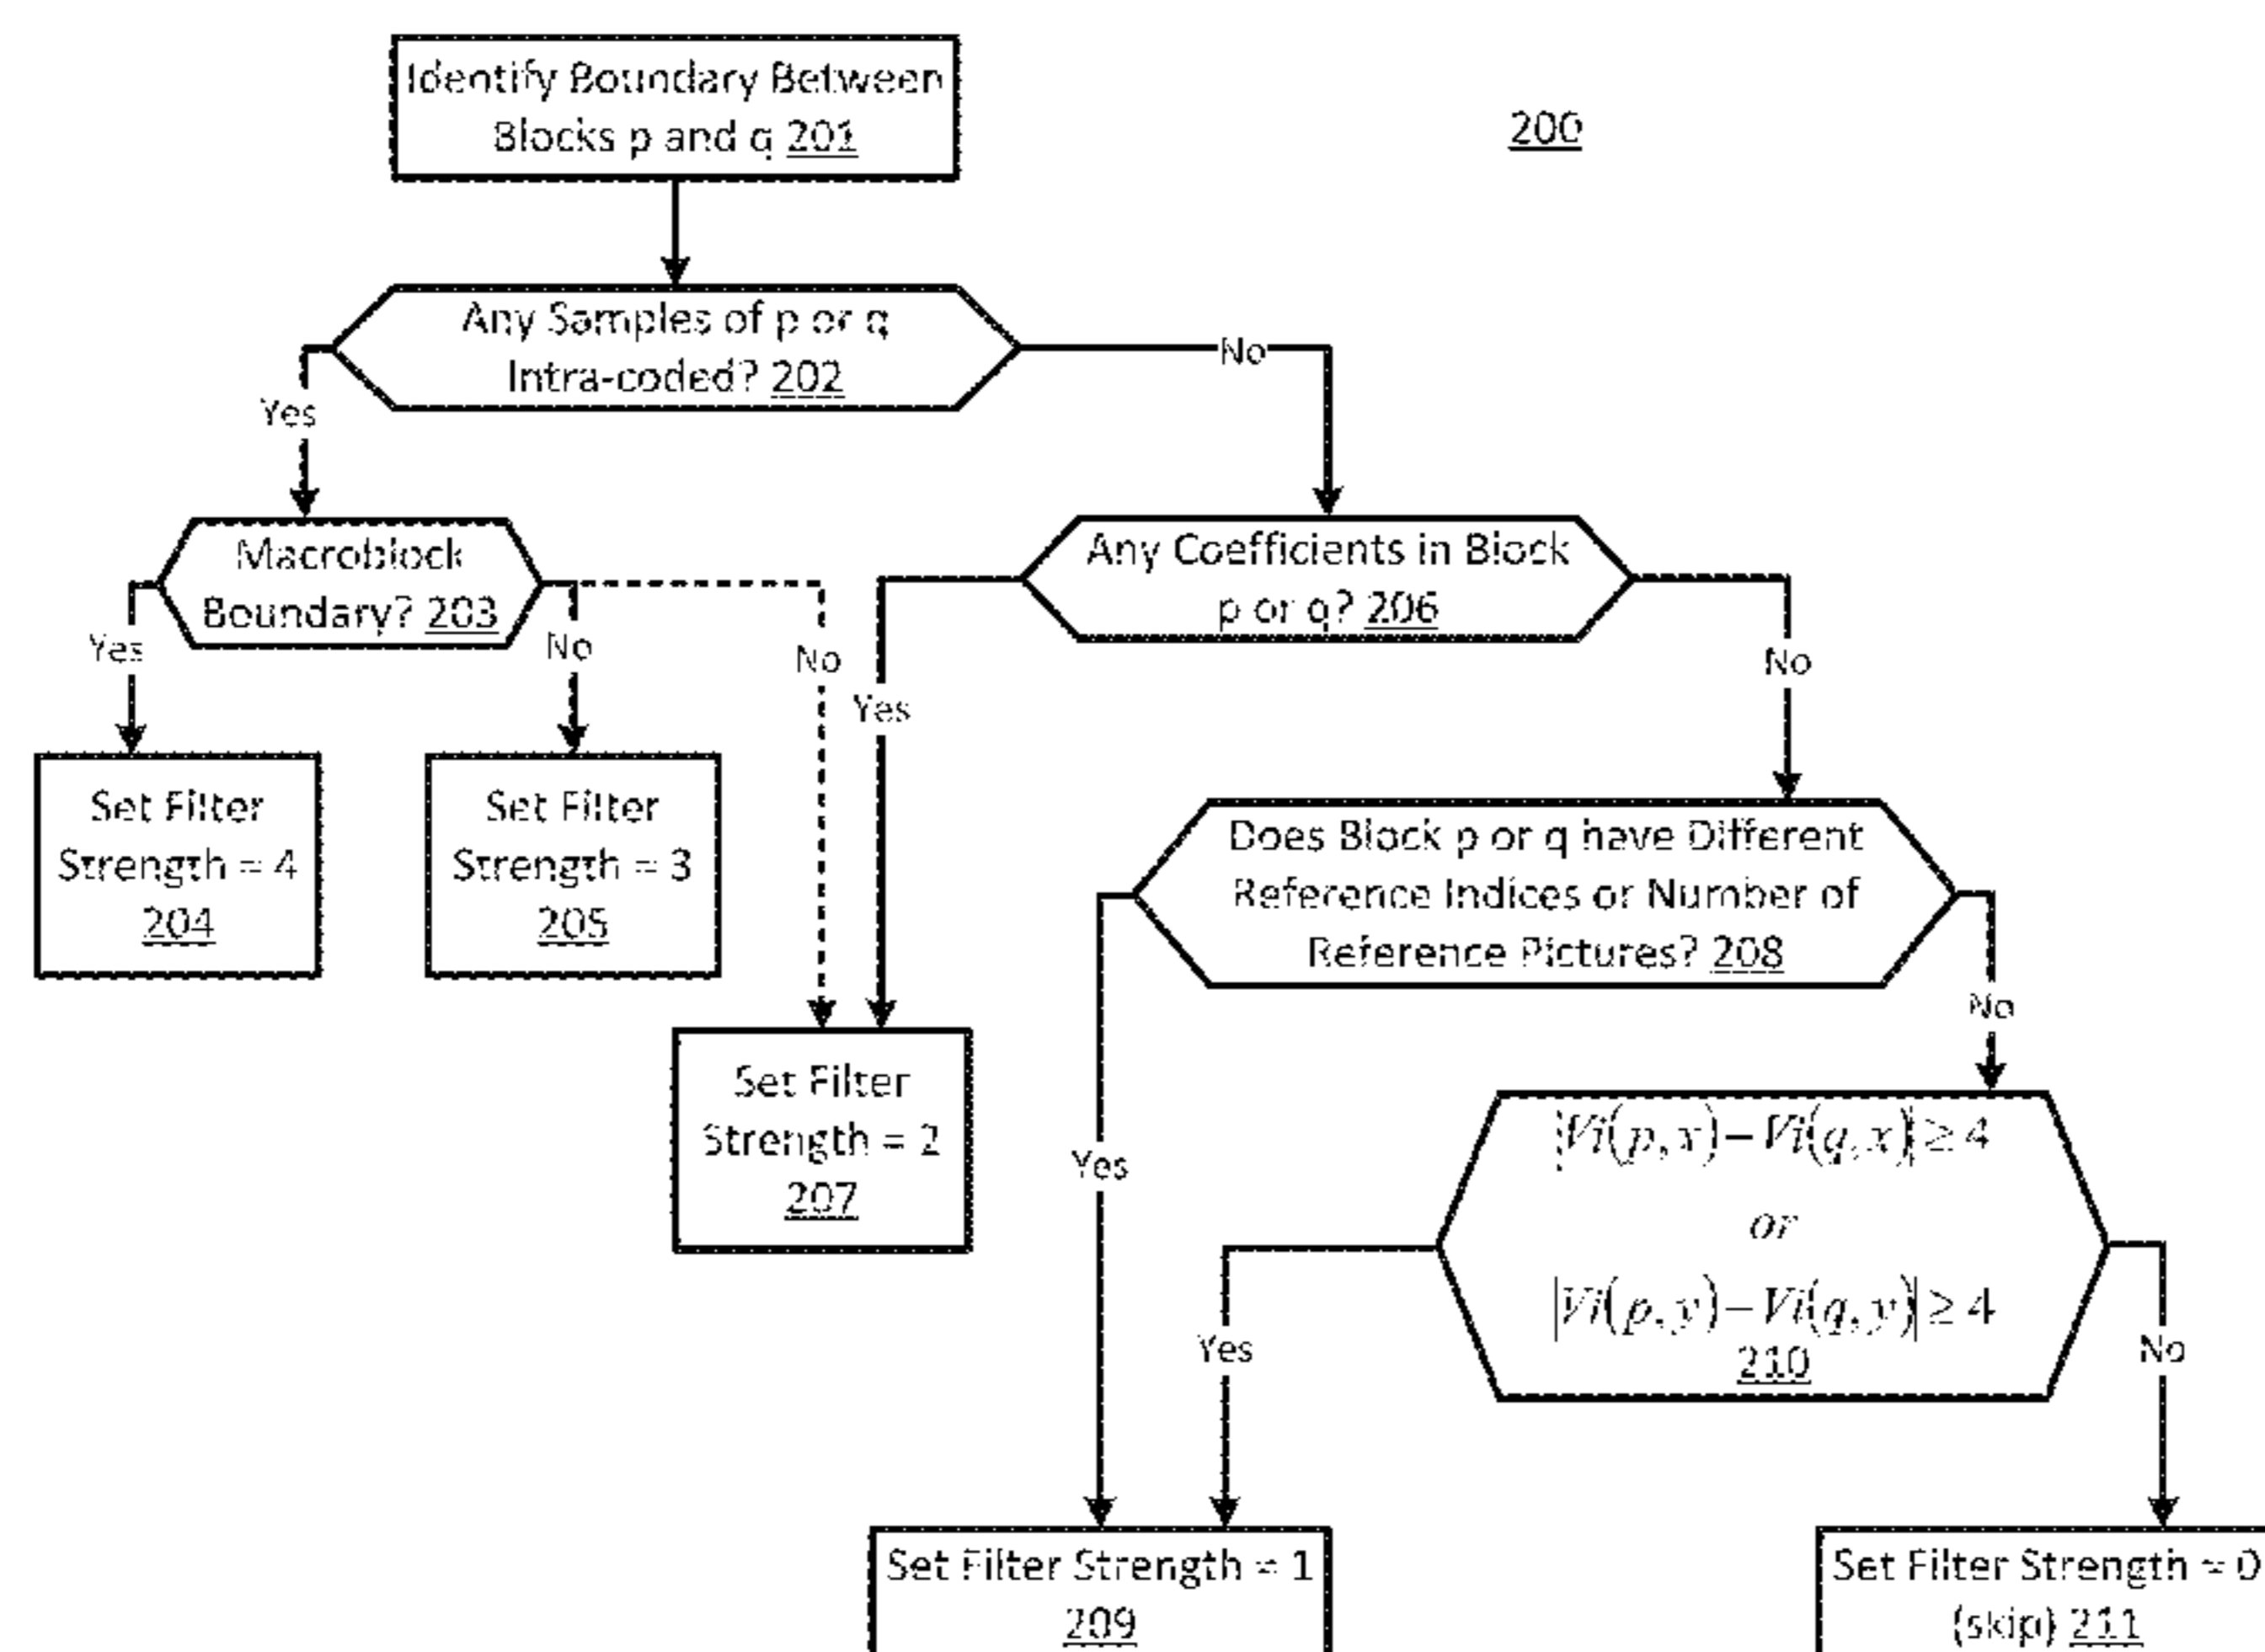 Identify Boundary Between
Blocks p and q 201
200
Any Samples of p or q
Intra-coded? 202
Yes
No
Macroblock
Boundary? 203
Any Coefficients in Block
p or q? 206
Yes
No
No
Yes
No
Set Filter
Strength = 4
204
Set Filter
Strength = 3
205
Does Block p or q have Different
Reference Indices or Number of
Reference Pictures? 208
Yes
No
Set Filter
Strength = 2
207
|Vi(p,x)−Vi(q,x)| ≥ 4
or
|Vi(p,y)−Vi(q,y)| ≥ 4
210
Yes
No
Set Filter Strength = 1
209
Set Filter Strength = 0
(skip) 211